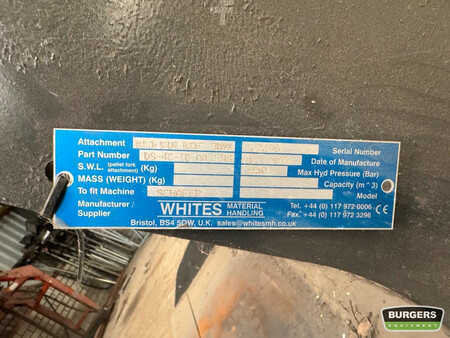 Attachment
Serial Number
Part Number
Date of Manufacture
S.W.L. (pallet fork attachment) (Kg)
Max Hyd Pressure (Bar)
MASS (WEIGHT) (Kg)
Capacity (m^3)
To fit Machine SCHAFFER
Model
Manufacturer / Supplier
WHITES MATERIAL HANDLING
Bristol, BS4 5QW, U.K. sales@whitesmh.co.uk
Tel. +44 (0) 117 972 0006
Fax. +44 (0) 117 972 3296
BURGERS
EQUIPMENT